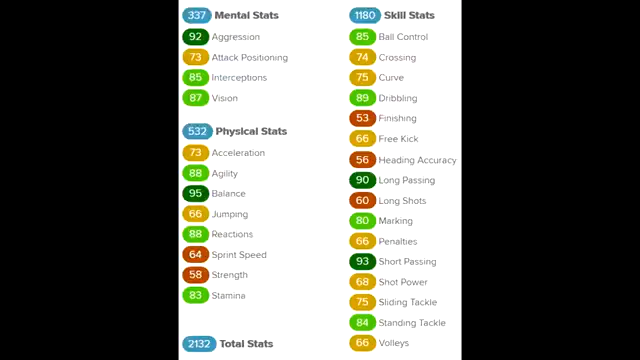 337 Mental Stats
92 Aggression
73 Attack Positioning
85 Interceptions
87 Vision
532 Physical Stats
73 Acceleration
88 Agility
95 Balance
66 Jumping
88 Reactions
64 Sprint Speed
58 Strength
83 Stamina
2132 Total Stats
1180 Skill Stats
85 Ball Control
74 Crossing
75 Curve
89 Dribbling
53 Finishing
66 Free Kick
56 Heading Accuracy
90 Long Passing
60 Long Shots
80 Marking
66 Penalties
93 Short Passing
68 Shot Power
75 Sliding Tackle
84 Standing Tackle
66 Volleys